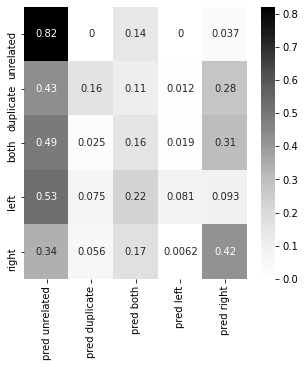 unrelated 0.82 0 0.14 0 0.037
duplicate 0.43 0.16 0.11 0.012 0.28
both 0.49 0.025 0.16 0.019 0.31
left 0.53 0.075 0.22 0.081 0.093
right 0.34 0.056 0.17 0.0062 0.42
pred unrelated
pred duplicate
pred both
pred left
pred right
0.8
0.7
0.6
0.5
0.4
0.3
0.2
0.1
0.0